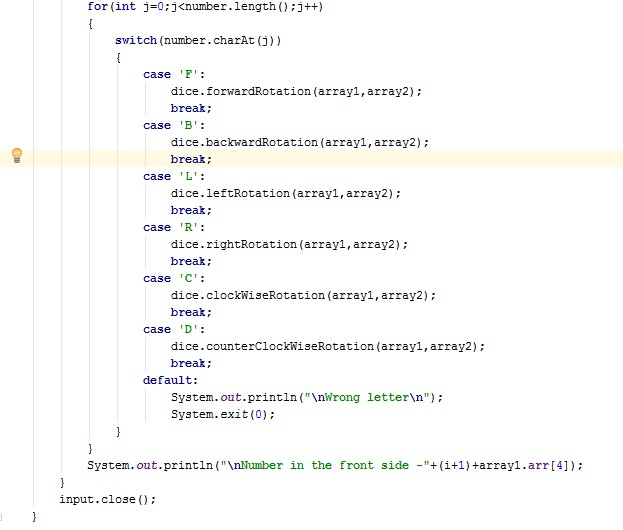 for(int j=0;j<number.length();j++)
{
switch(number.charAt(j))
{
case 'F':
dice.forwardRotation(array1,array2);
break;
case 'B':
dice.backwardRotation(array1,array2);
break;
case 'L':
dice.leftRotation(array1,array2);
break;
case 'R':
dice.rightRotation(array1,array2);
break;
case 'C':
dice.clockWiseRotation(array1,array2);
break;
case 'D':
dice.counterClockWiseRotation(array1,array2);
break;
default:
System.out.println("\nWrong letter\n");
System.exit(0);
}
}
System.out.println("\nNumber in the front side -"+(i+1)+array1.arr[4]);
}
input.close();
}